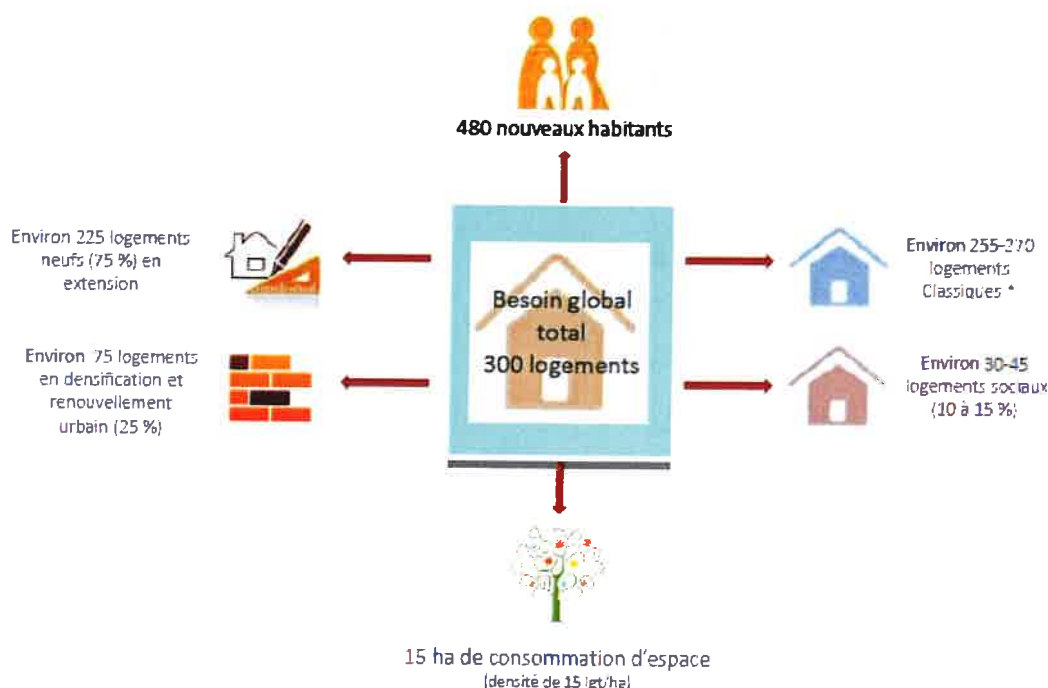 480 nouveaux habitants
Environ 225 logements
neufs (75 %) en
extension
Environ 255-270
logements
Classiques *
Besoin global
total
300 logements
Environ 75 logements
en densification et
renouvellement
urbain (25 %)
Environ 30-45
logements sociaux
(10 à 15 %)
15 ha de consommation d'espace
(densité de 15 lgt/ha)